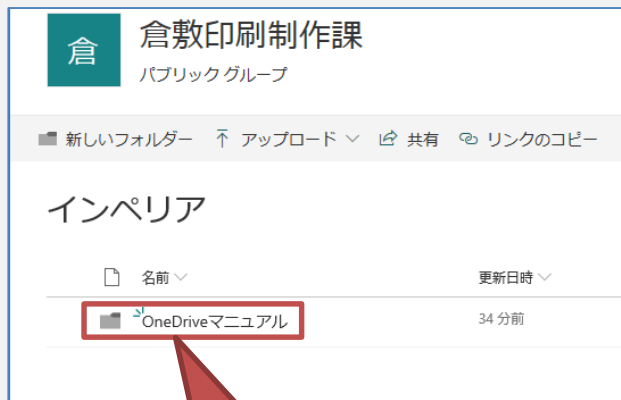 倉
倉敷印刷制作課
パブリック グループ
新しいフォルダー アップロード 共有 リンクのコピー
インペリア
名前 更新日時
OneDriveマニュアル 34 分前